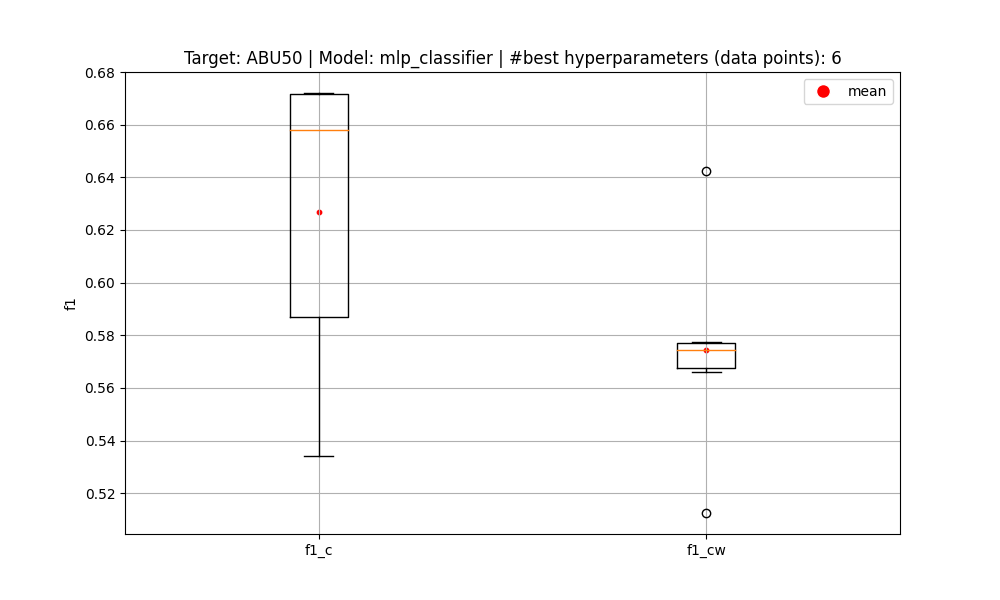 Target: ABU50 | Model: mlp_classifier | #best hyperparameters (data points): 6
mean
0.68
0.66
0.64
0.62
0.60
0.58
0.56
0.54
0.52
f1
f1_c
f1_cw